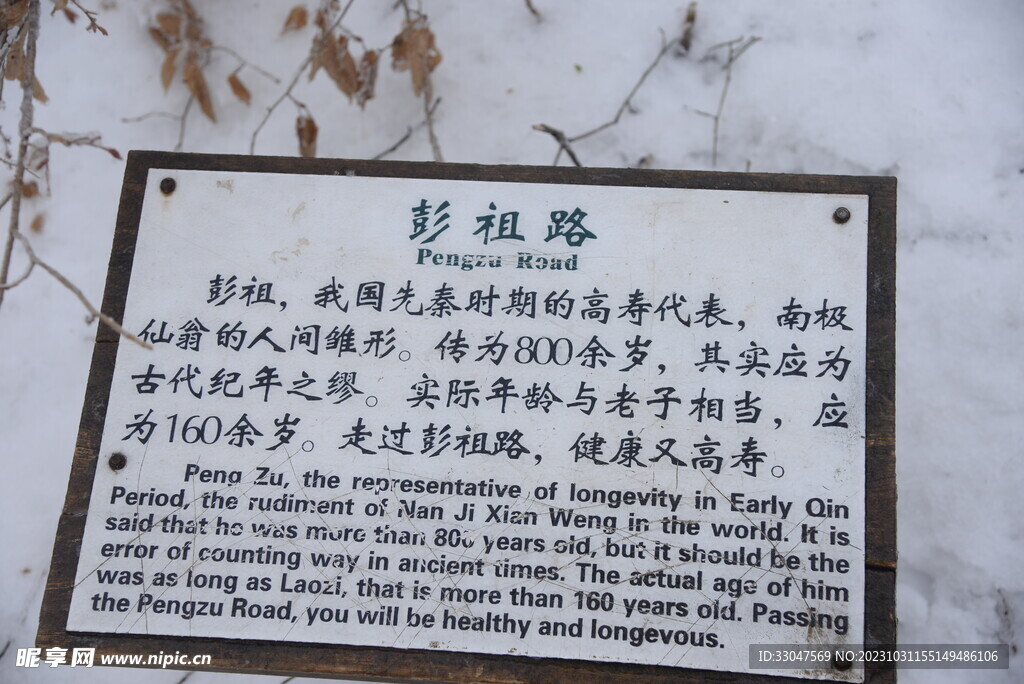 彭祖路
Pengzu Road
彭祖，我国先秦时期的高寿代表，南极
仙翁的人间雏形。传为800余岁，其实应为
古代纪年之缪。实际年龄与老子相当，应
为160余岁。走过彭祖路，健康又高寿。
Peng Zu, the representative of longevity in Early Qin
Period, the rudiment of Nan Ji Xian Weng in the world. It is
said that he was more than 800 years old, but it should be the
error of counting way in ancient times. The actual age of him
was as long as Laozi, that is more than 160 years old. Passing
the Pengzu Road, you will be healthy and longevous.
昵享网 www.nipic.cn
ID:33047569 NO:20231031155149486106